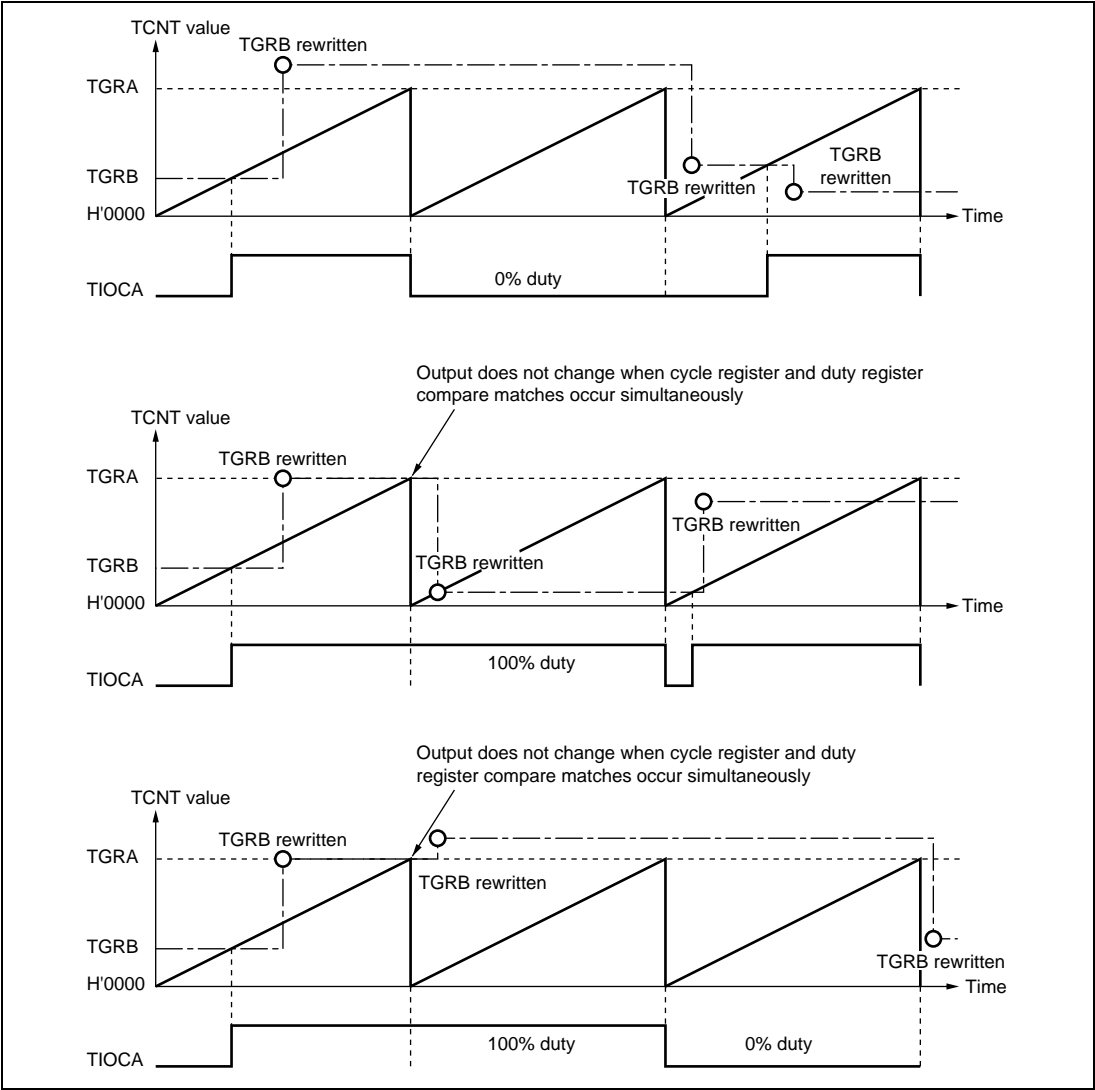 TCNT value
TGRB rewritten
TGRA
TGRB
rewritten
TGRB
TGRB rewritten
H'0000
Time
0% duty
TIOCA
Output does not change when cycle register and duty register
compare matches occur simultaneously
TCNT value
TGRB rewritten
TGRA
TGRB rewritten
TGRB rewritten
TGRB
H'0000
Time
100% duty
TIOCA
Output does not change when cycle register and duty
register compare matches occur simultaneously
TCNT value
TGRB rewritten
TGRA
TGRB rewritten
TGRB
TGRB rewritten
H'0000
Time
100% duty
0% duty
TIOCA